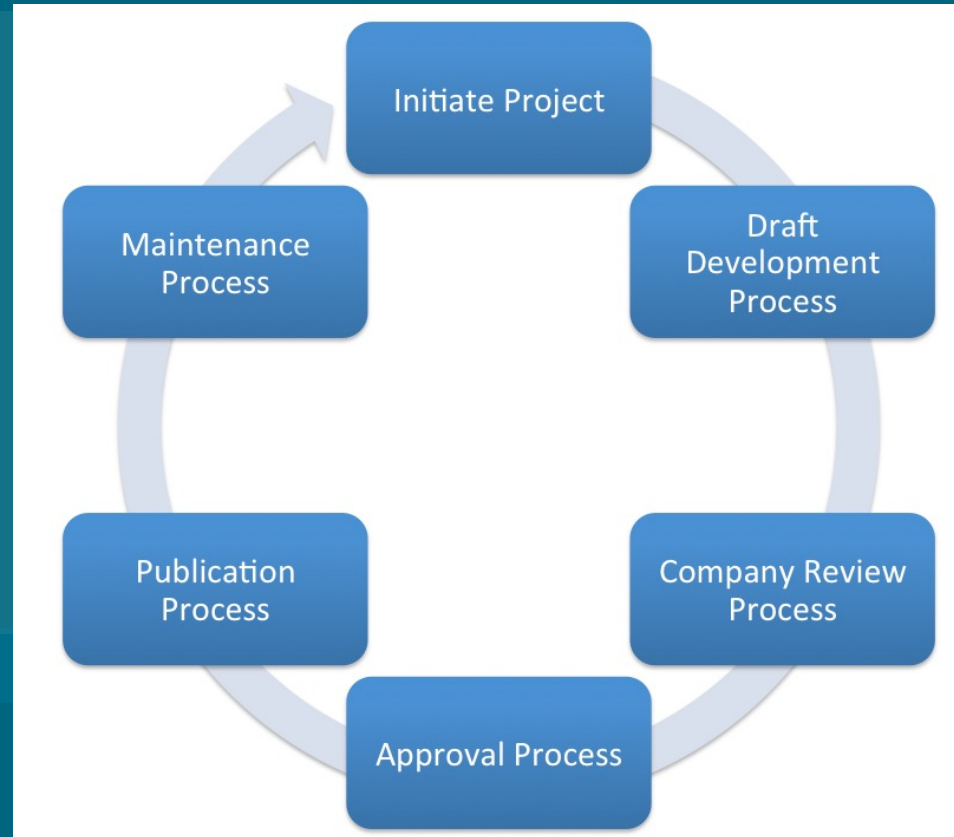 Initiate Project
Draft
Development
Process
Company Review
Process
Approval Process
Publication
Process
Maintenance
Process